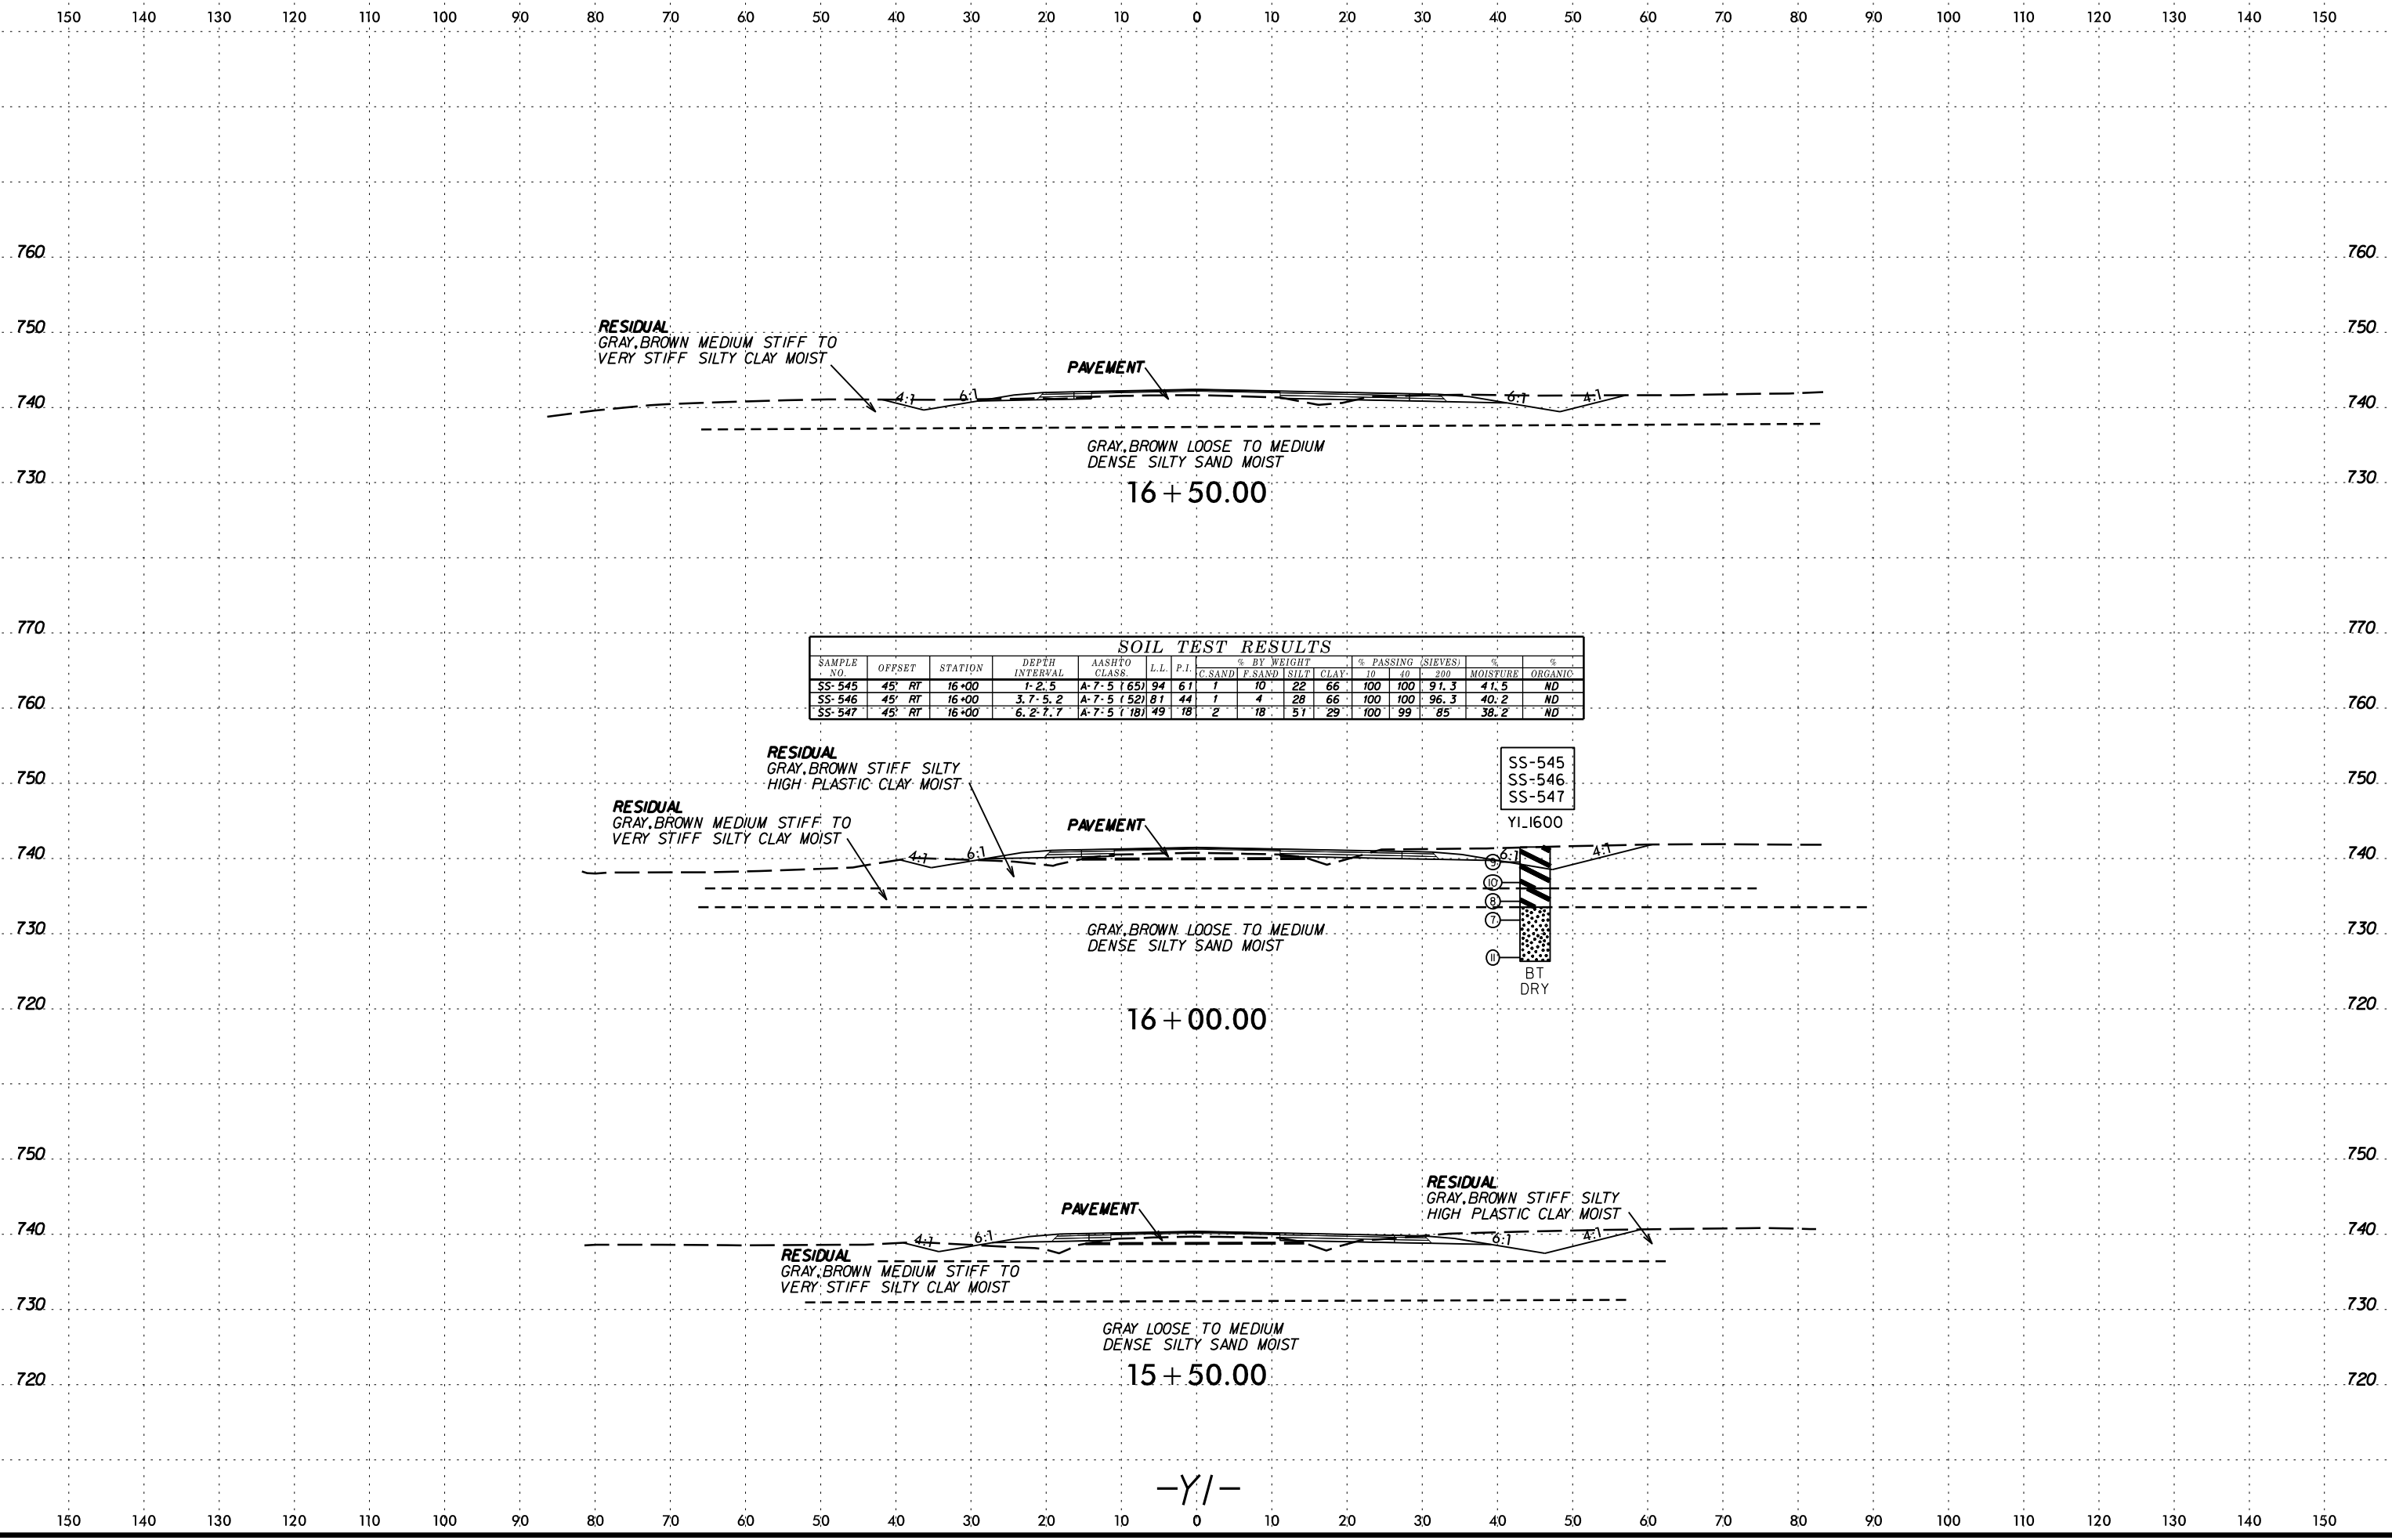 150 140 130 120 110 100 90 80 70 60 50 40 30 20 10 0 10 20 30 40 50 60 70 80 90 100 110 120 130 140 150
760 760
750 750
RESIDUAL
GRAY,BROWN MEDIUM STIFF TO
VERY STIFF SILTY CLAY MOIST
PAVEMENT
740 4:1 6:1 6:1 4:1 740
GRAY,BROWN LOOSE TO MEDIUM
DENSE SILTY SAND MOIST
730 730
16+50.00
770 770
SOIL TEST RESULTS
SAMPLE NO. OFFSET STATION DEPTH INTERVAL AASHTO CLASS. L.L. P.I. % BY WEIGHT % PASSING (SIEVES) % MOISTURE % ORGANIC
C.SAND F.SAND SILT CLAY 10 40 200
SS-545 45' RT 16+00 1-2.5 A-7-5 (65) 94 61 1 10 22 66 100 100 91.3 41.5 ND
SS-546 45' RT 16+00 3.7-5.2 A-7-5 (52) 81 44 1 4 28 66 100 100 96.3 40.2 ND
SS-547 45' RT 16+00 6.2-7.7 A-7-5 (18) 49 18 2 18 51 29 100 99 85 38.2 ND
760 760
RESIDUAL
GRAY,BROWN STIFF SILTY
HIGH PLASTIC CLAY MOIST
SS-545
SS-546
SS-547
Y1_1600
750 750
RESIDUAL
GRAY,BROWN MEDIUM STIFF TO
VERY STIFF SILTY CLAY MOIST
PAVEMENT
740 4:1 6:1 6:1 4:1 740
9
10
8
7
11
GRAY,BROWN LOOSE TO MEDIUM
DENSE SILTY SAND MOIST
730 730
BT
DRY
720 720
16+00.00
750 750
RESIDUAL
GRAY,BROWN STIFF SILTY
HIGH PLASTIC CLAY MOIST
PAVEMENT
740 4:1 6:1 6:1 4:1 740
RESIDUAL
GRAY,BROWN MEDIUM STIFF TO
VERY STIFF SILTY CLAY MOIST
730 730
GRAY LOOSE TO MEDIUM
DENSE SILTY SAND MOIST
15+50.00
720 720
-Y1-
150 140 130 120 110 100 90 80 70 60 50 40 30 20 10 0 10 20 30 40 50 60 70 80 90 100 110 120 130 140 150